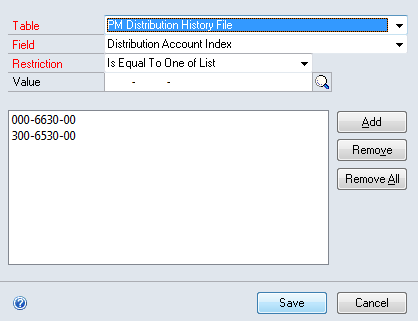 Table PM Distribution History File
Field Distribution Account Index
Restriction Is Equal To One of List
Value - -
000-6630-00
300-6530-00
Add
Remove
Remove All
Save Cancel